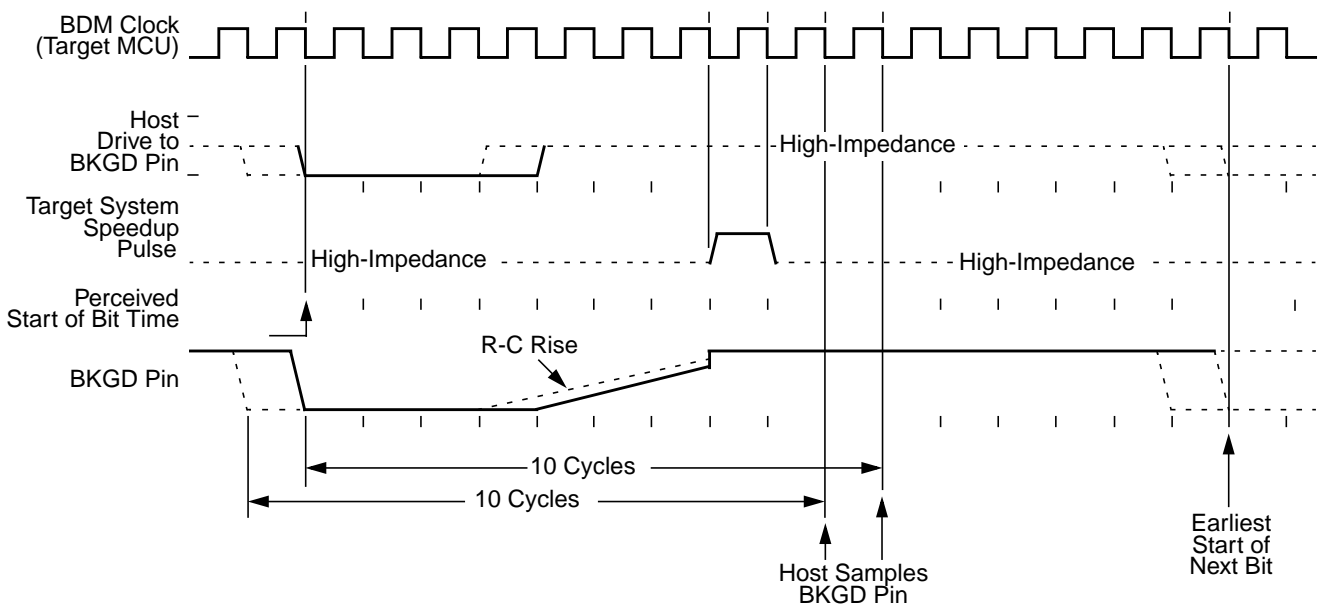 BDM Clock
(Target MCU)
Host
Drive to
BKGD Pin
High-Impedance
Target System
Speedup
Pulse
High-Impedance
High-Impedance
Perceived
Start of Bit Time
R-C Rise
BKGD Pin
10 Cycles
10 Cycles
Host Samples
BKGD Pin
Earliest
Start of
Next Bit